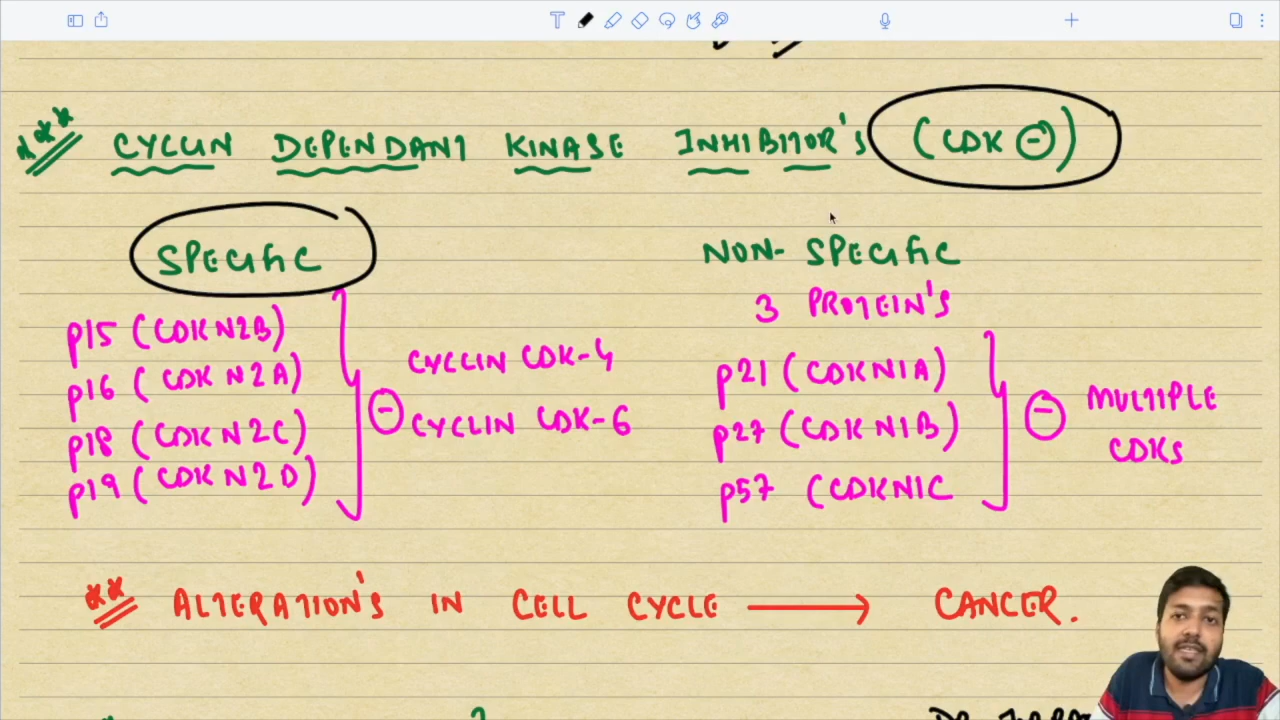 *** CYCLIN DEPENDANT KINASE INHIBITOR'S (CDK ⊖)
SPECIFIC
p15 (CDKN2B)
p16 (CDKN2A)
p18 (CDKN2C)
p19 (CDKN2D)
⊖ CYCLIN CDK-4
CYCLIN CDK-6
NON-SPECIFIC
3 PROTEIN'S
p21 (CDKN1A)
p27 (CDKN1B)
p57 (CDKN1C
⊖ MULTIPLE
CDKS
** ALTERATION'S IN CELL CYCLE → CANCER.